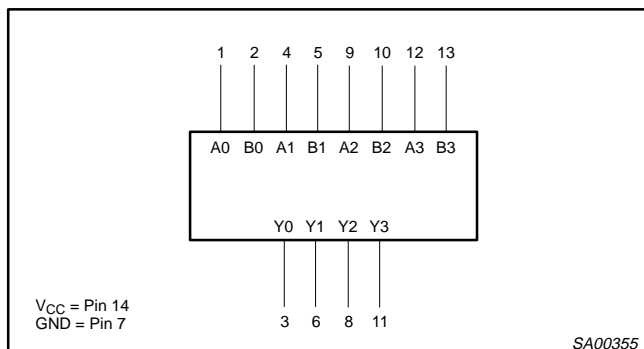 1 2 4 5 9 10 12 13
A0 B0 A1 B1 A2 B2 A3 B3
Y0 Y1 Y2 Y3
VCC = Pin 14
GND = Pin 7
3 6 8 11
SA00355